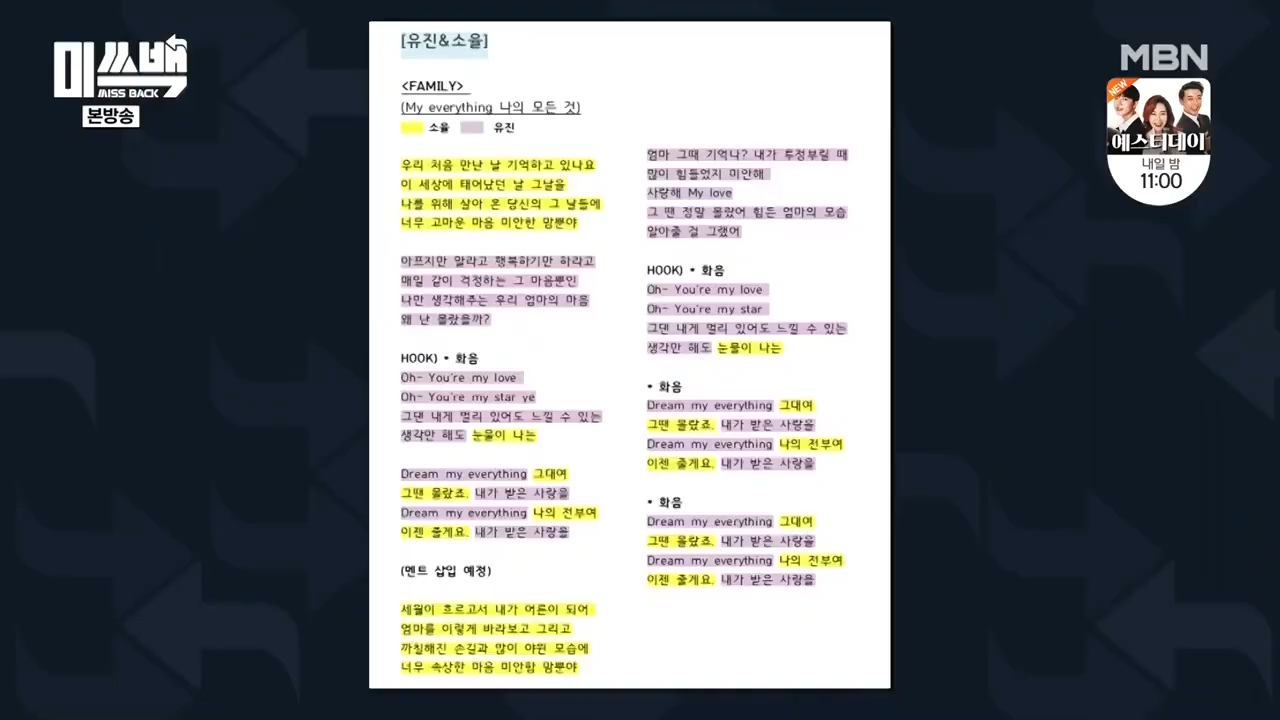 미쓰백
MISS BACK
본방송
MBN
NEW
에스터데이
내일 밤
11:00
[유진&소율]
<FAMILY>
(My everything 나의 모든 것)
소율 유진
우리 처음 만난 날 기억하고 있나요
이 세상에 태어났던 날 그날을
나를 위해 살아 온 당신의 그 날들에
너무 고마운 마음 미안한 맘뿐야
아프지만 말라고 행복하기만 하라고
매일 같이 걱정하는 그 마음뿐인
나만 생각해주는 우리 엄마의 마음
왜 난 몰랐을까?
HOOK) * 화음
Oh- You're my love
Oh- You're my star ye
그댄 내게 멀리 있어도 느낄 수 있는
생각만 해도 눈물이 나는
Dream my everything 그대여
그땐 몰랐죠. 내가 받은 사랑을
Dream my everything 나의 전부여
이젠 줄게요. 내가 받은 사랑을
(멘트 삽입 예정)
세월이 흐르고서 내가 어른이 되어
엄마를 이렇게 바라보고 그리고
까칠해진 손길과 많이 야윈 모습에
너무 속상한 마음 미안함 맘뿐야
엄마 그때 기억나? 내가 투정부릴 때
많이 힘들었지 미안해
사랑해 My love
그 땐 정말 몰랐어 힘든 엄마의 모습
알아줄 걸 그랬어
HOOK) * 화음
Oh- You're my love
Oh- You're my star
그댄 내게 멀리 있어도 느낄 수 있는
생각만 해도 눈물이 나는
* 화음
Dream my everything 그대여
그땐 몰랐죠. 내가 받은 사랑을
Dream my everything 나의 전부여
이젠 줄게요. 내가 받은 사랑을
* 화음
Dream my everything 그대여
그땐 몰랐죠. 내가 받은 사랑을
Dream my everything 나의 전부여
이젠 줄게요. 내가 받은 사랑을